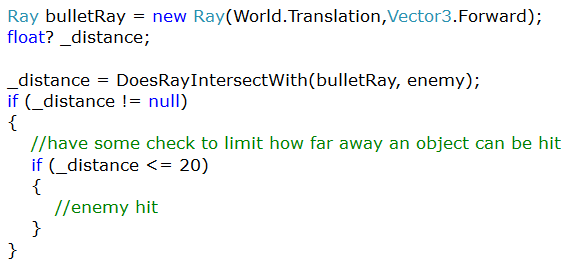 Ray bulletRay = new Ray(World.Translation,Vector3.Forward);
float? _distance;
_distance = DoesRayIntersectWith(bulletRay, enemy);
if (_distance != null)
{
//have some check to limit how far away an object can be hit
if (_distance <= 20)
{
//enemy hit
}
}